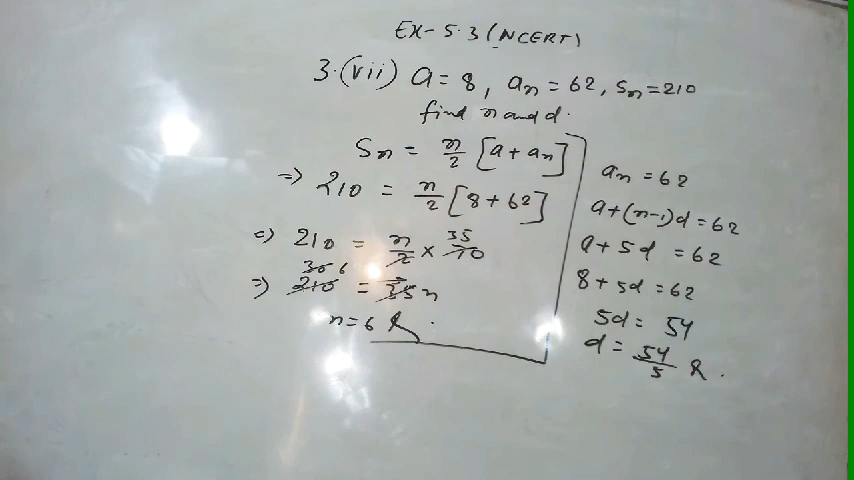 EX- 5.3 (NCERT)
3.(vii) a = 8, an = 62, Sn = 210
find n and d.
Sn = n/2 [a + an]
=> 210 = n/2 [8 + 62]
=> 210 = n/2 × 70 35
=> 210 = 35n
n = 6
an = 62
a+(n-1)d = 62
a + 5d = 62
8 + 5d = 62
5d = 54
d = 54/5